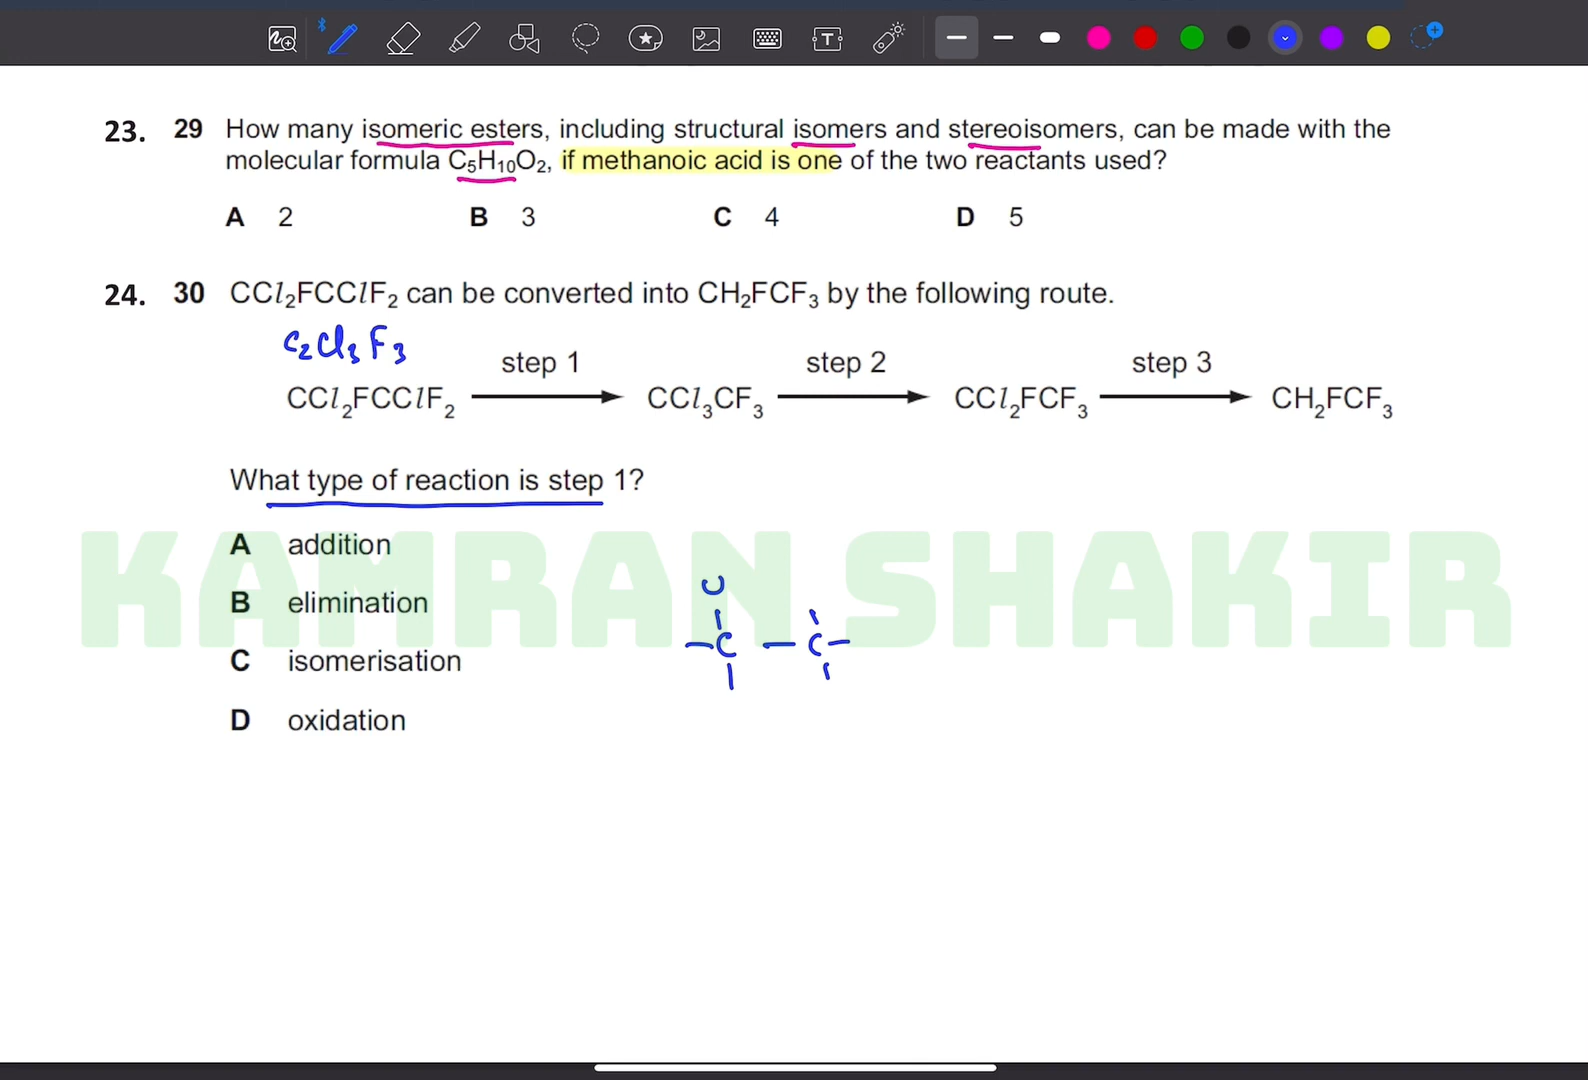 23. 29 How many isomeric esters, including structural isomers and stereoisomers, can be made with the
molecular formula C₅H₁₀O₂, if methanoic acid is one of the two reactants used?
A 2 B 3 C 4 D 5
24. 30 CCl₂FCClF₂ can be converted into CH₂FCF₃ by the following route.
C₂Cl₃F₃
step 1 step 2 step 3
CCl₂FCClF₂ CCl₃CF₃ CCl₂FCF₃ CH₂FCF₃
What type of reaction is step 1?
A addition
B elimination
C isomerisation
D oxidation
KAMRAN SHAKIR
C C